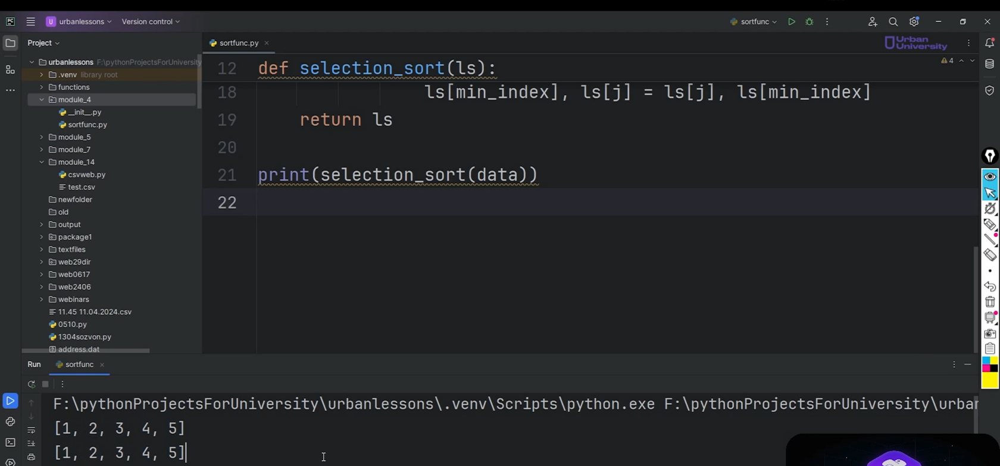 urbanlessons
Version control
sortfunc
Project
sortfunc.py
Urban
University
urbanlessons F:\pythonProjectsForUniversity
.venv library root
functions
module_4
__init__.py
sortfunc.py
module_5
module_7
module_14
csvweb.py
test.csv
newfolder
old
output
package1
textfiles
web29dir
web0617
web2406
webinars
11.45 11.04.2024.csv
0510.py
1304sozvon.py
address.dat
4
12 def selection_sort(ls):
18 ls[min_index], ls[j] = ls[j], ls[min_index]
19 return ls
20
21 print(selection_sort(data))
22
Run sortfunc
F:\pythonProjectsForUniversity\urbanlessons\.venv\Scripts\python.exe F:\pythonProjectsForUniversity\urban
[1, 2, 3, 4, 5]
[1, 2, 3, 4, 5]